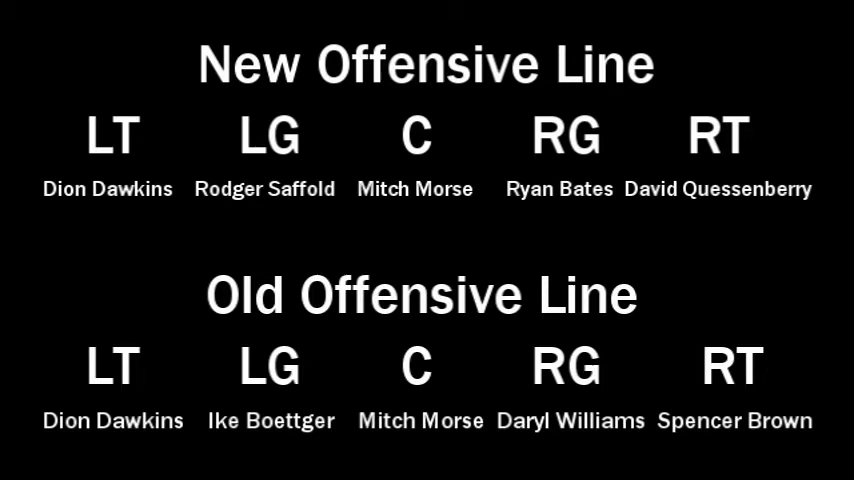 New Offensive Line
LT LG C RG RT
Dion Dawkins Rodger Saffold Mitch Morse Ryan Bates David Quessenberry
Old Offensive Line
LT LG C RG RT
Dion Dawkins Ike Boettger Mitch Morse Daryl Williams Spencer Brown